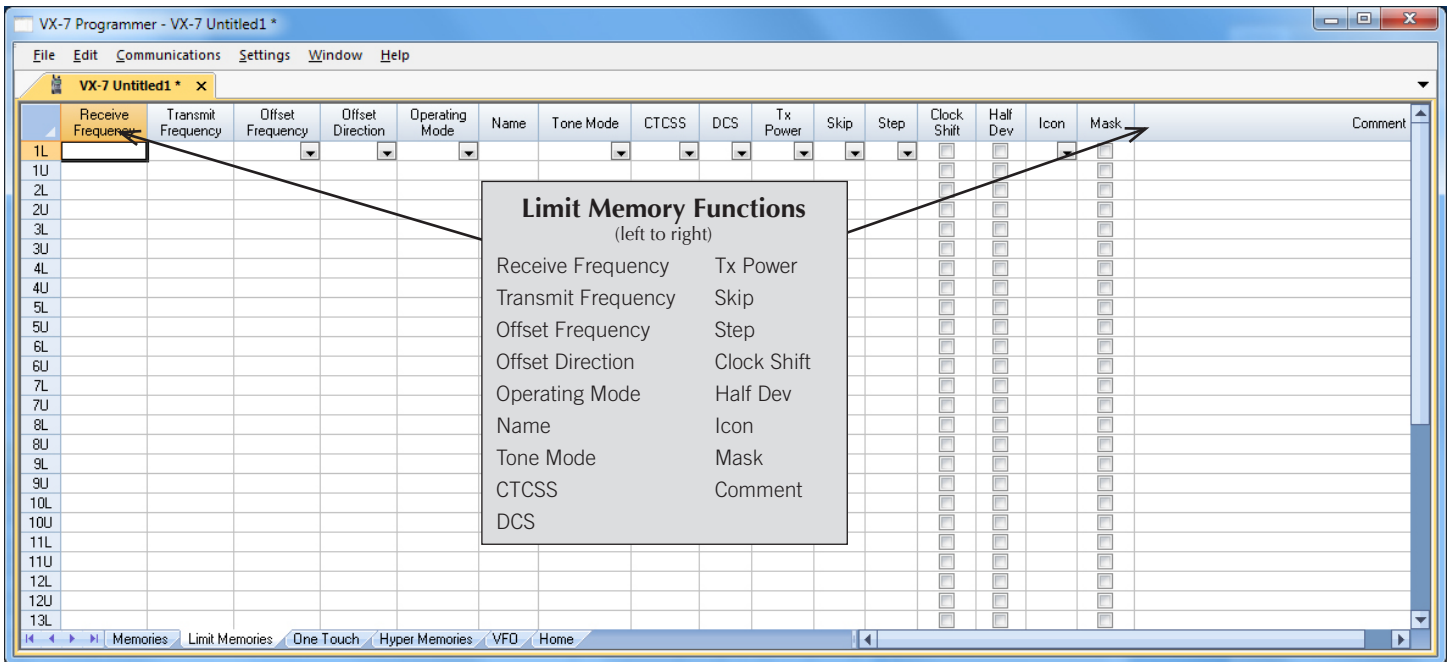 VX-7 Programmer - VX-7 Untitled1 *
File Edit Communications Settings Window Help
VX-7 Untitled1 * x
Receive Frequency Transmit Frequency Offset Frequency Offset Direction Operating Mode Name Tone Mode CTCSS DCS Tx Power Skip Step Clock Shift Half Dev Icon Mask Comment
1L
1U
2L
2U
3L
3U
4L
4U
5L
5U
6L
6U
7L
7U
8L
8U
9L
9U
10L
10U
11L
11U
12L
12U
13L
Limit Memory Functions
(left to right)
Receive Frequency Tx Power
Transmit Frequency Skip
Offset Frequency Step
Offset Direction Clock Shift
Operating Mode Half Dev
Name Icon
Tone Mode Mask
CTCSS Comment
DCS
Memories Limit Memories One Touch Hyper Memories VFO Home